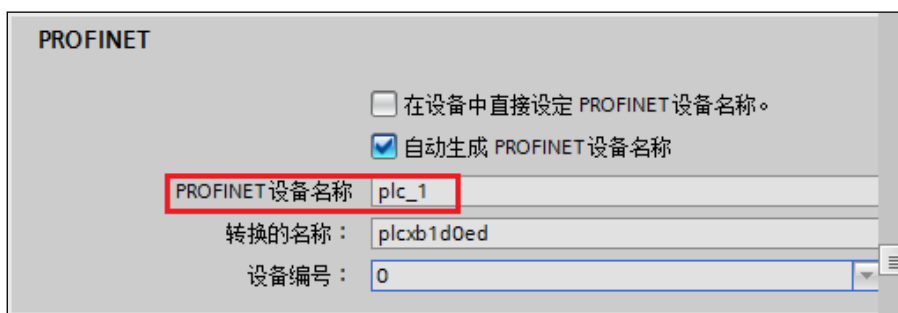 PROFINET
在设备中直接设定 PROFINET设备名称。
自动生成 PROFINET设备名称
PROFINET设备名称 plc_1
转换的名称： plcxb1d0ed
设备编号： 0